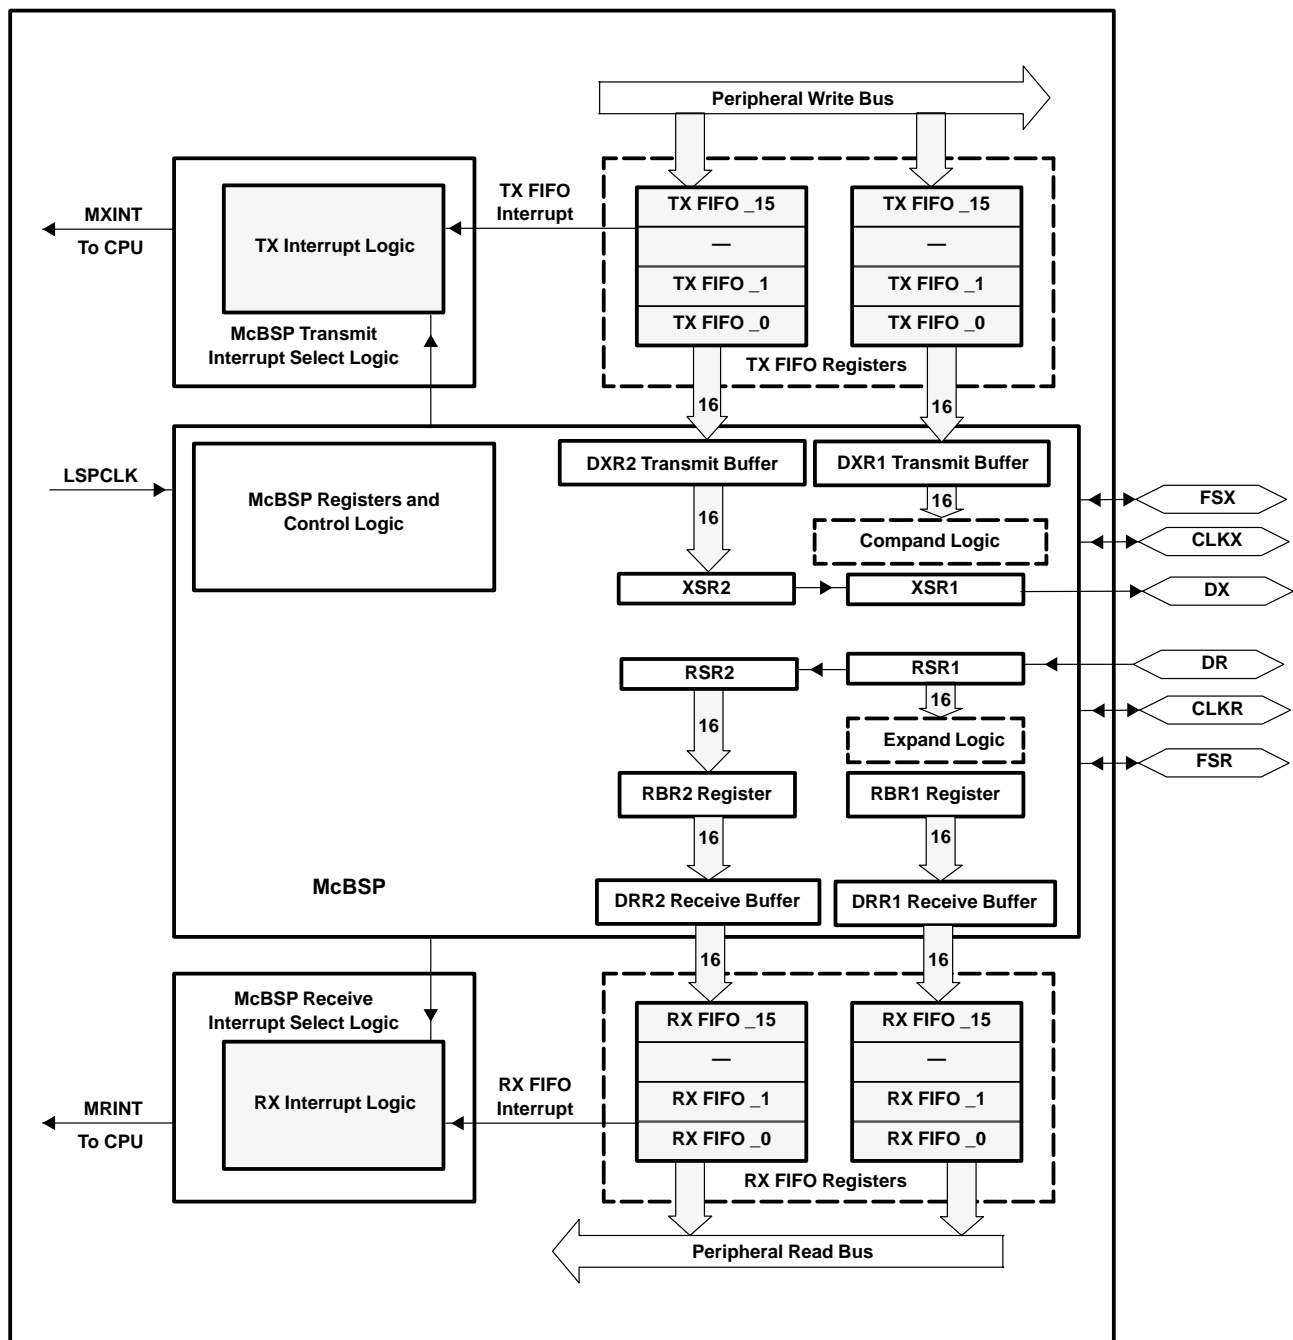 Peripheral Write Bus
TX FIFO
Interrupt
MXINT
To CPU
TX Interrupt Logic
McBSP Transmit
Interrupt Select Logic
TX FIFO _15
—
TX FIFO _1
TX FIFO _0
TX FIFO _15
—
TX FIFO _1
TX FIFO _0
TX FIFO Registers
16
16
LSPCLK
McBSP Registers and
Control Logic
DXR2 Transmit Buffer
DXR1 Transmit Buffer
16
16
Compand Logic
XSR2
XSR1
FSX
CLKX
DX
RSR2
RSR1
DR
16
16
Expand Logic
CLKR
FSR
RBR2 Register
RBR1 Register
16
16
McBSP
DRR2 Receive Buffer
DRR1 Receive Buffer
16
16
McBSP Receive
Interrupt Select Logic
RX Interrupt Logic
MRINT
To CPU
RX FIFO
Interrupt
RX FIFO _15
—
RX FIFO _1
RX FIFO _0
RX FIFO _15
—
RX FIFO _1
RX FIFO _0
RX FIFO Registers
Peripheral Read Bus